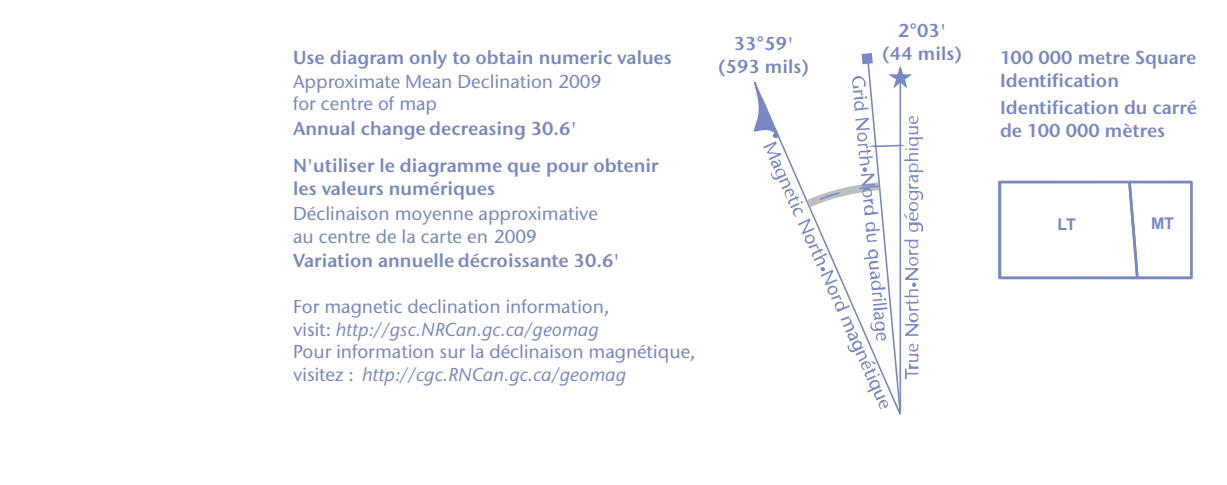 Use diagram only to obtain numeric values
Approximate Mean Declination 2009
for centre of map
Annual change decreasing 30.6'
N'utiliser le diagramme que pour obtenir
les valeurs numériques
Déclinaison moyenne approximative
au centre de la carte en 2009
Variation annuelle décroissante 30.6'
For magnetic declination information,
visit: http://gsc.NRCan.gc.ca/geomag
Pour information sur la déclinaison magnétique,
visitez : http://cgc.RNCan.gc.ca/geomag
33°59'
(593 mils)
2°03'
(44 mils)
Magnetic North•Nord magnétique
Grid North•Nord du quadrillage
True North•Nord géographique
100 000 metre Square
Identification
Identification du carré
de 100 000 mètres
LT
MT